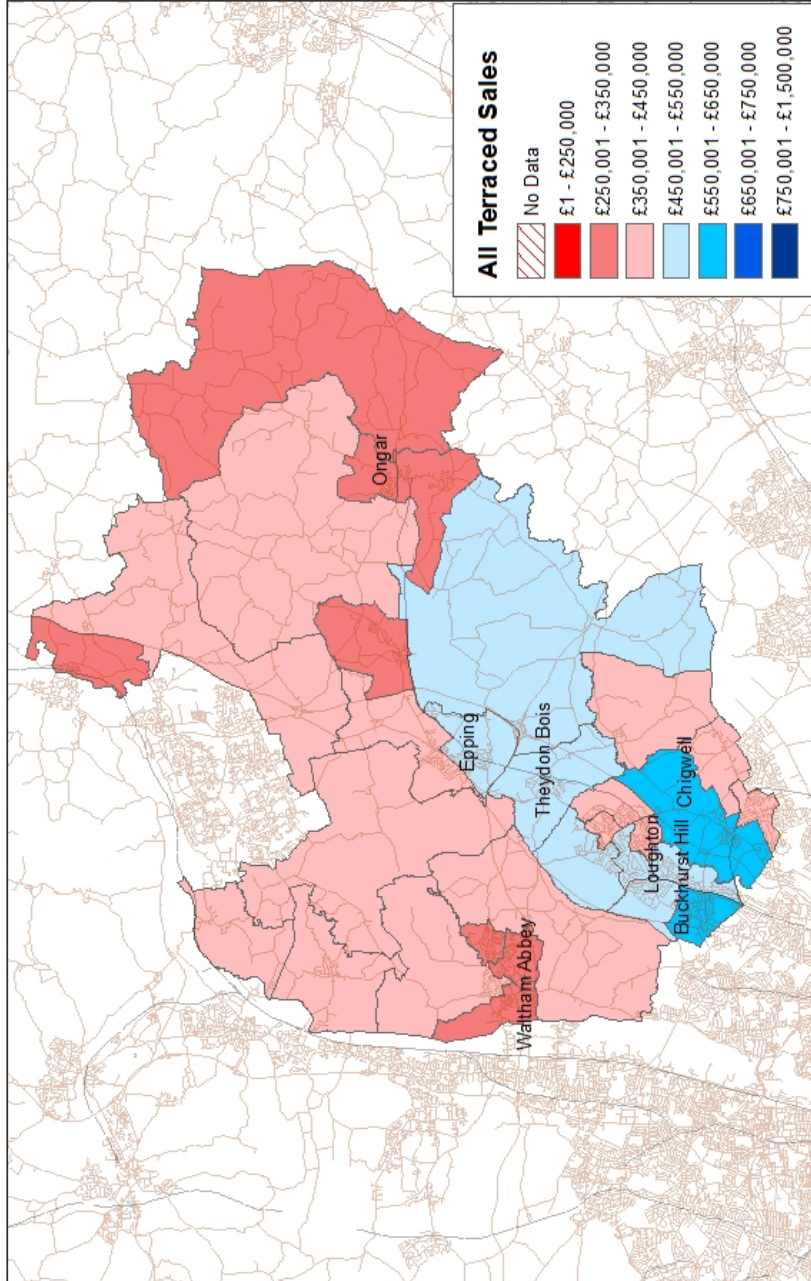 All Terraced Sales
No Data
£1 - £250,000
£250,001 - £350,000
£350,001 - £450,000
£450,001 - £550,000
£550,001 - £650,000
£650,001 - £750,000
£750,001 - £1,500,000
Ongar
Epping
Theydon Bois
Waltham Abbey
Loughton
Buckhurst Hill
Chigwell